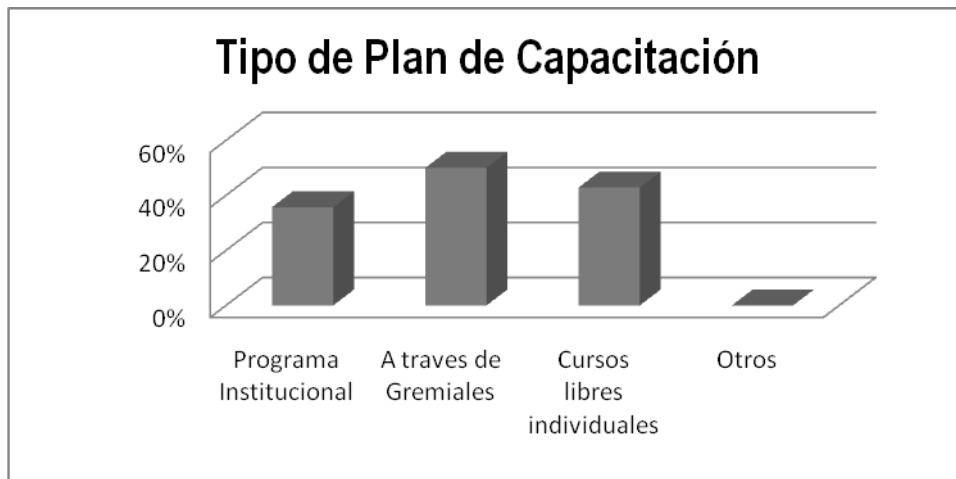 Tipo de Plan de Capacitación
60%
40%
20%
0%
Programa
Institucional
A traves de
Gremiales
Cursos
libres
individuales
Otros